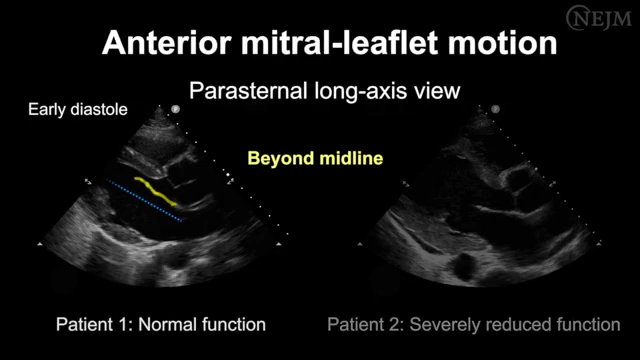 NEJM
Anterior mitral-leaflet motion
Parasternal long-axis view
Early diastole
Beyond midline
Patient 1: Normal function
Patient 2: Severely reduced function